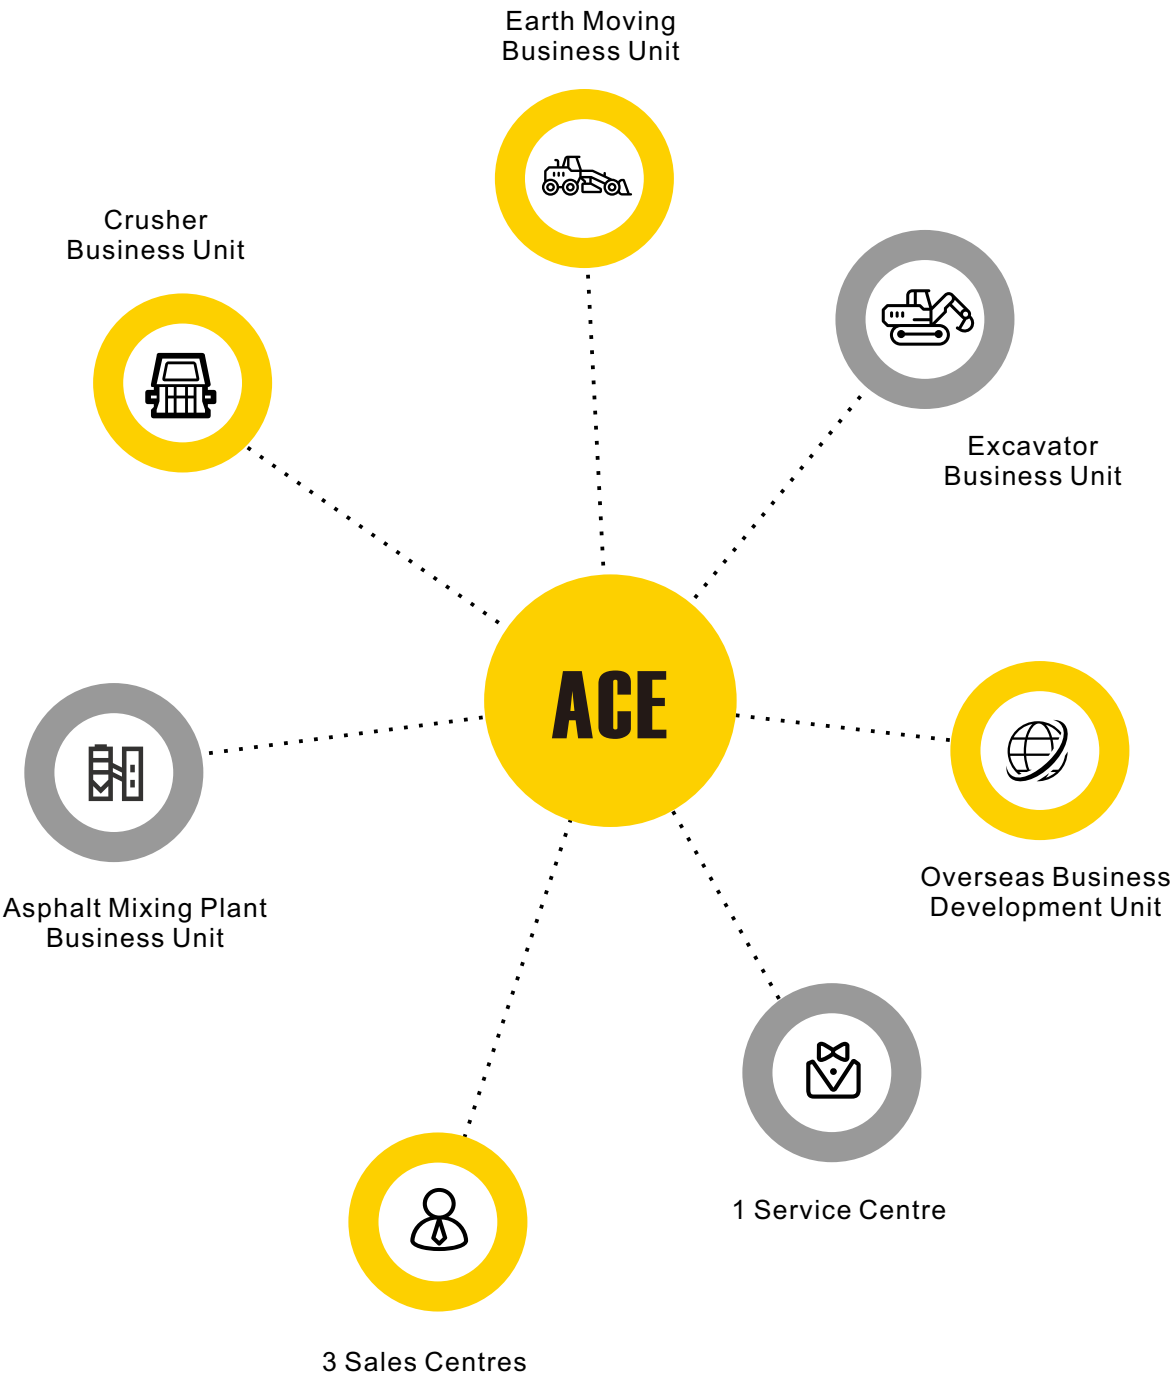 Earth Moving
Business Unit
Crusher
Business Unit
Excavator
Business Unit
ACE
Overseas Business
Development Unit
Asphalt Mixing Plant
Business Unit
1 Service Centre
3 Sales Centres